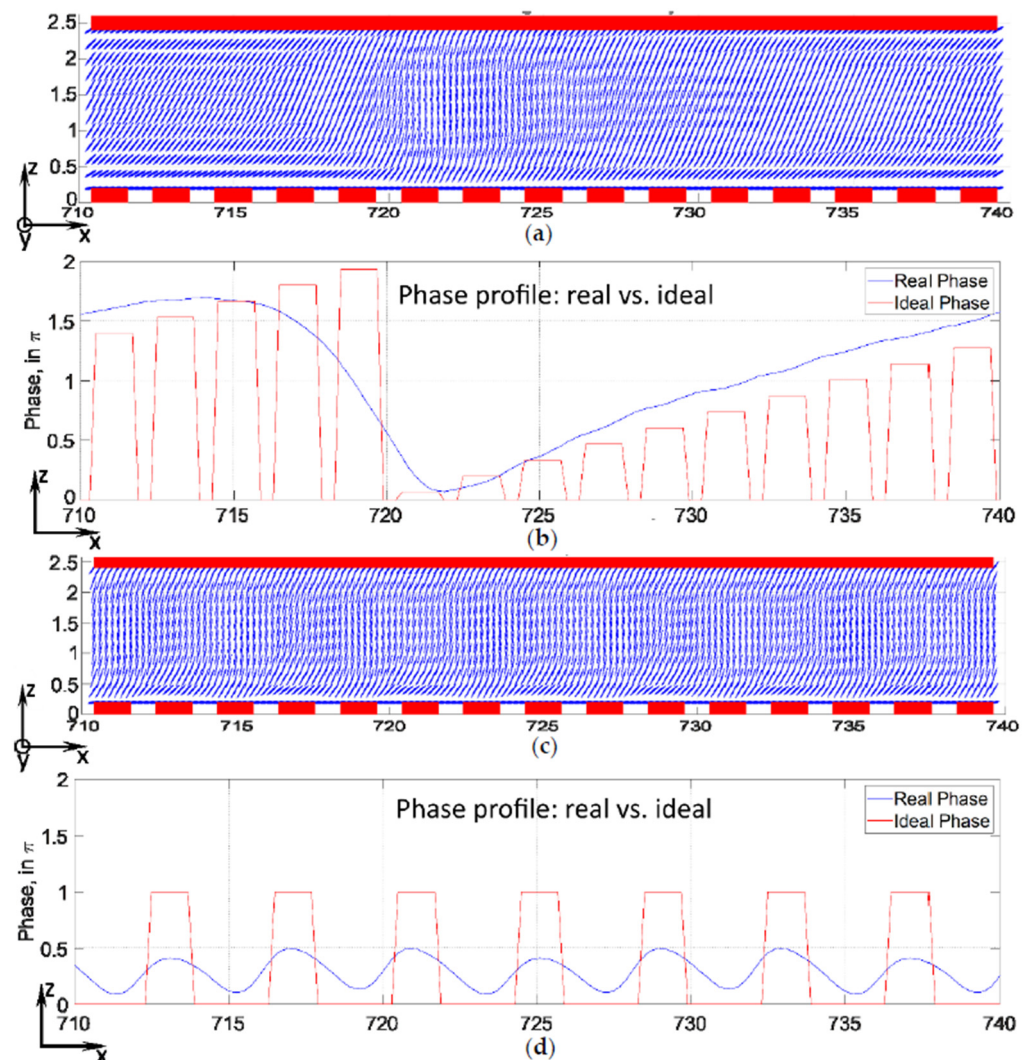 2.5
2
1.5
1
0.5
0
z
y
x
710 715 720 725 730 735 740
(a)
2
1.5
1
0.5
0
Phase, in π
Phase profile: real vs. ideal
Real Phase
Ideal Phase
z
x
710 715 720 725 730 735 740
(b)
2.5
2
1.5
1
0.5
0
z
y
x
710 715 720 725 730 735 740
(c)
2
1.5
1
0.5
0
Phase, in π
Phase profile: real vs. ideal
Real Phase
Ideal Phase
z
x
710 715 720 725 730 735 740
(d)